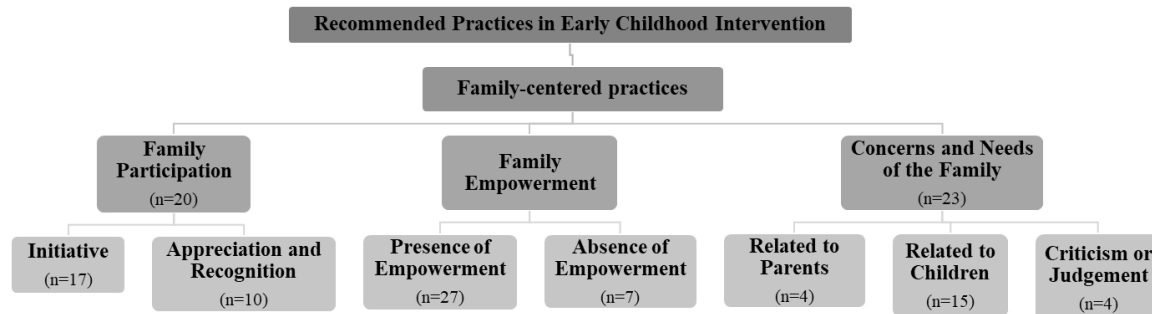 Recommended Practices in Early Childhood Intervention
Family-centered practices
Family
Participation
(n=20)
Family
Empowerment
Concerns and Needs
of the Family
(n=23)
Initiative
(n=17)
Appreciation and
Recognition
(n=10)
Presence of
Empowerment
(n=27)
Absence of
Empowerment
(n=7)
Related to
Parents
(n=4)
Related to
Children
(n=15)
Criticism or
Judgement
(n=4)